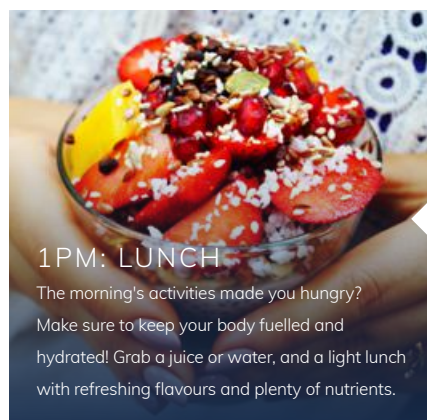 1PM: LUNCH
The morning's activities made you hungry?
Make sure to keep your body fuelled and
hydrated! Grab a juice or water, and a light lunch
with refreshing flavours and plenty of nutrients.